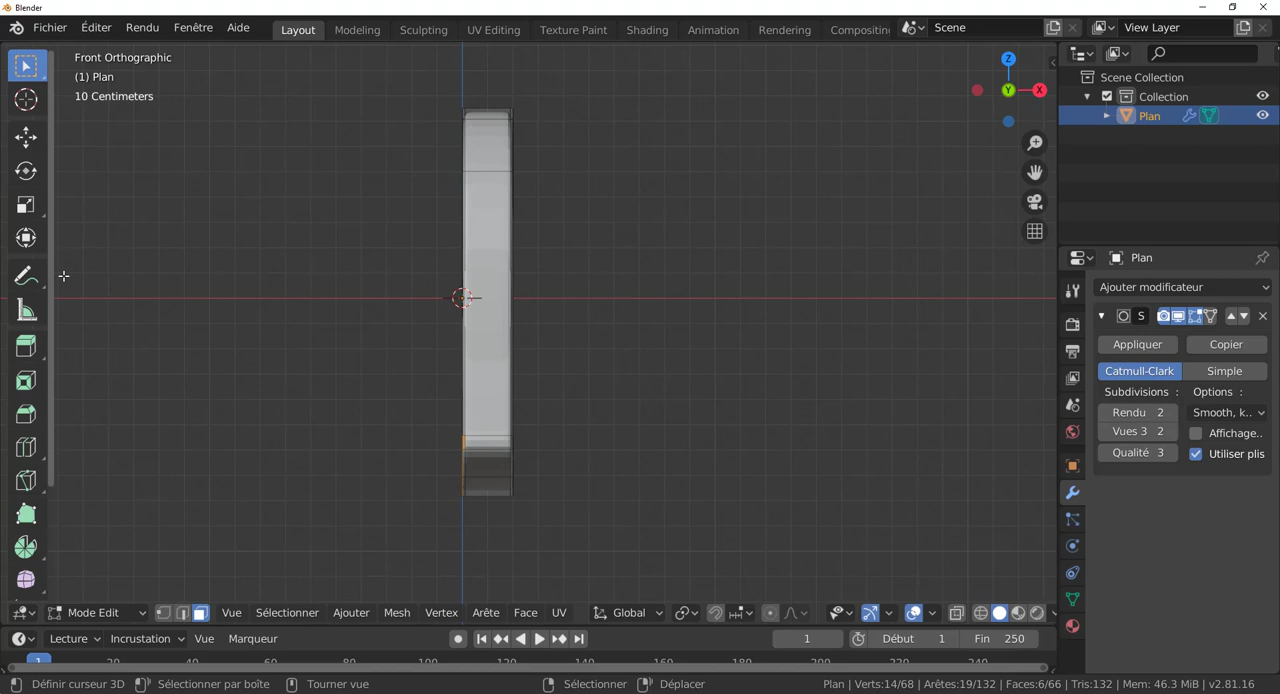 Blender
Fichier Éditer Rendu Fenêtre Aide Layout Modeling Sculpting UV Editing Texture Paint Shading Animation Rendering Compositing Scene View Layer
Front Orthographic
(1) Plan
10 Centimeters
Z
Y
X
Scene Collection
Collection
Plan
Plan
Ajouter modificateur
S
Appliquer Copier
Catmull-Clark Simple
Subdivisions : Options :
Rendu 2 Smooth, k..
Vues 3 2 Affichage..
Qualité 3 Utiliser plis
Mode Edit Vue Sélectionner Ajouter Mesh Vertex Arête Face UV Global
Lecture Incrustation Vue Marqueur 1 Début 1 Fin 250
1 20 40 60 80 100 120 140 160 180 200 220 240
Définir curseur 3D Sélectionner par boîte Tourner vue Sélectionner Déplacer Plan | Verts:14/68 | Arêtes:19/132 | Faces:6/66 | Tris:132 | Mem: 46.3 MiB | v2.81.16